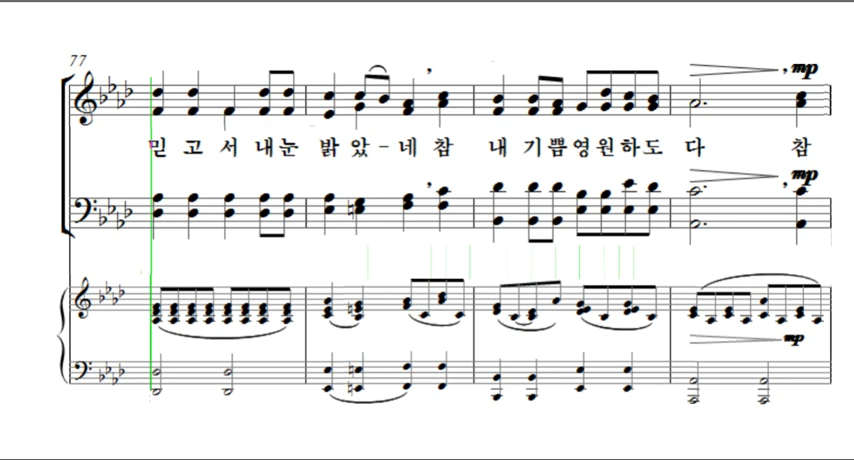 77
mp
믿 고 서 내눈 밝 았 - 네 참 내 기 쁨영원하도 다 참
mp
mp